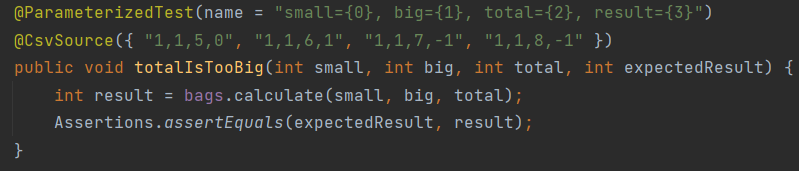 @ParameterizedTest(name = "small={0}, big={1}, total={2}, result={3}")
@CsvSource({ "1,1,5,0", "1,1,6,1", "1,1,7,-1", "1,1,8,-1" })
public void totalIsTooBig(int small, int big, int total, int expectedResult) {
    int result = bags.calculate(small, big, total);
    Assertions.assertEquals(expectedResult, result);
}